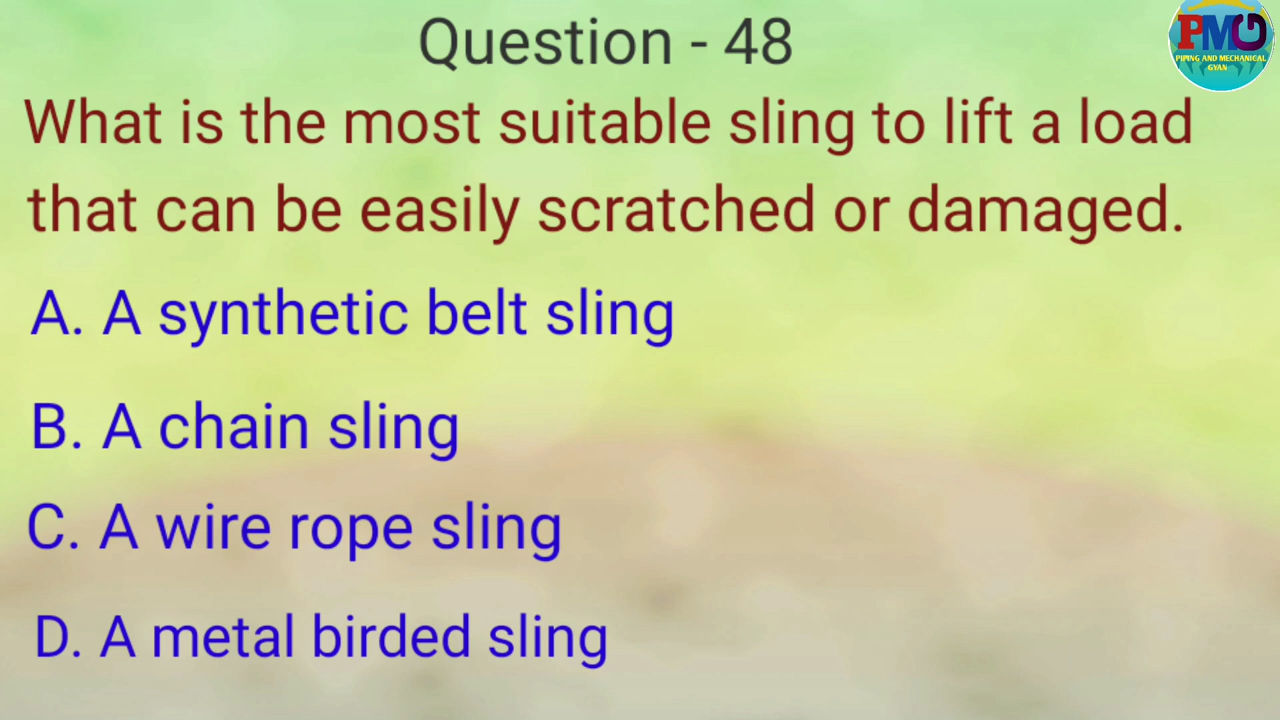 Question - 48
PMG
PIPING AND MECHANICAL
GYAN
What is the most suitable sling to lift a load
that can be easily scratched or damaged.
A. A synthetic belt sling
B. A chain sling
C. A wire rope sling
D. A metal birded sling